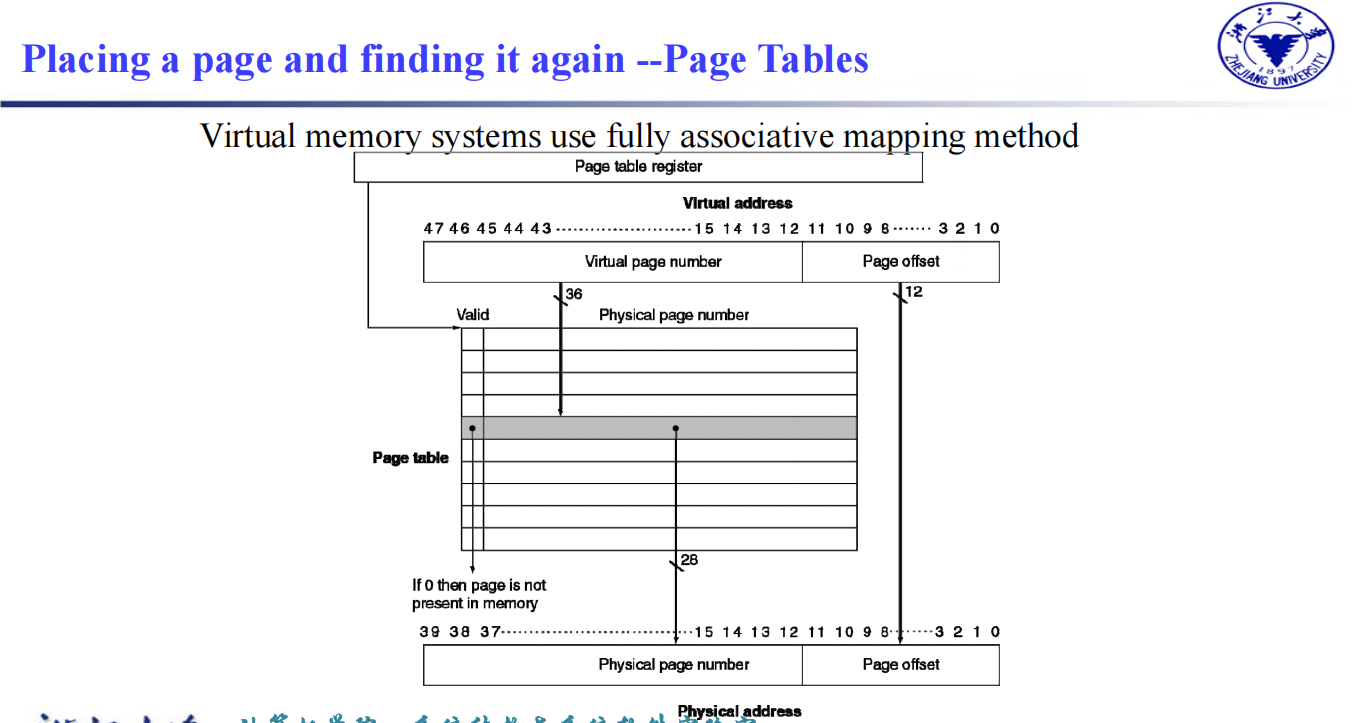 Placing a page and finding it again --Page Tables
ZHEJIANG UNIVERSITY
1897
Virtual memory systems use fully associative mapping method
Page table register
Virtual address
47 46 45 44 43 ·························· 15 14 13 12 11 10 9 8 ······· 3 2 1 0
Virtual page number Page offset
36 12
Valid Physical page number
Page table
28
If 0 then page is not
present in memory
39 38 37 ······························ 15 14 13 12 11 10 9 8 ······· 3 2 1 0
Physical page number Page offset
Physical address